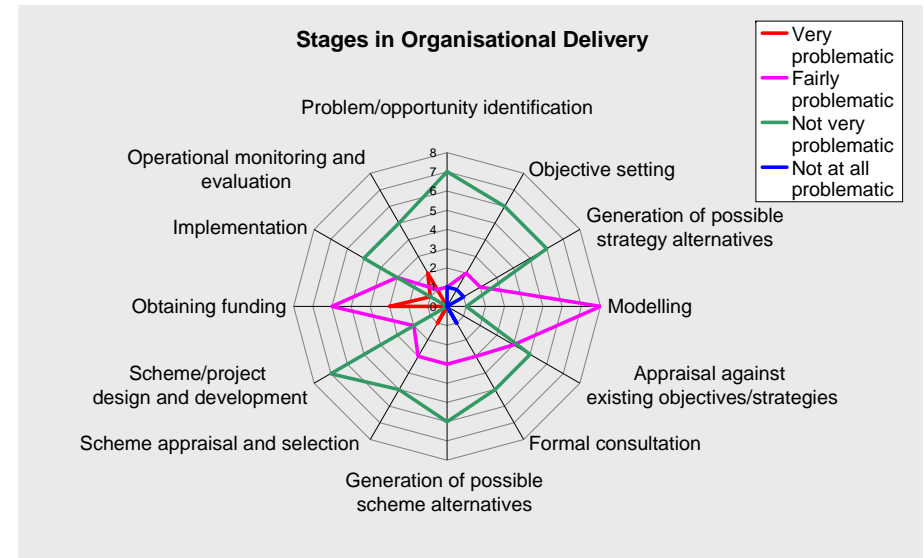 Stages in Organisational Delivery
Very
problematic
Fairly
problematic
Not very
problematic
Not at all
problematic
Problem/opportunity identification
Objective setting
Generation of possible
strategy alternatives
Modelling
Appraisal against
existing objectives/strategies
Formal consultation
Generation of possible
scheme alternatives
Scheme appraisal and selection
Scheme/project
design and development
Obtaining funding
Implementation
Operational monitoring and
evaluation
8
7
6
5
4
3
2
1
0